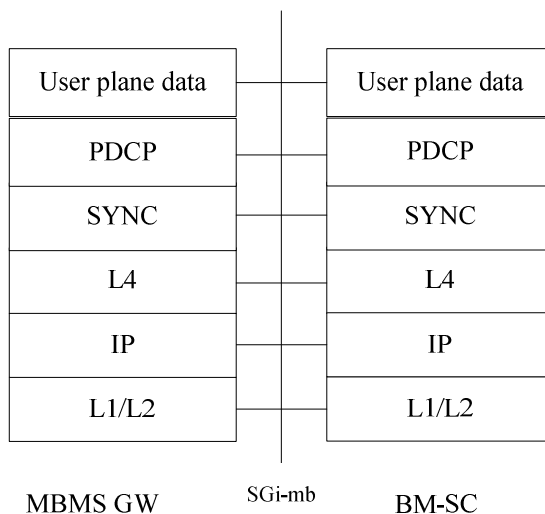 User plane data User plane data
PDCP PDCP
SYNC SYNC
L4 L4
IP IP
L1/L2 L1/L2
MBMS GW SGi-mb BM-SC